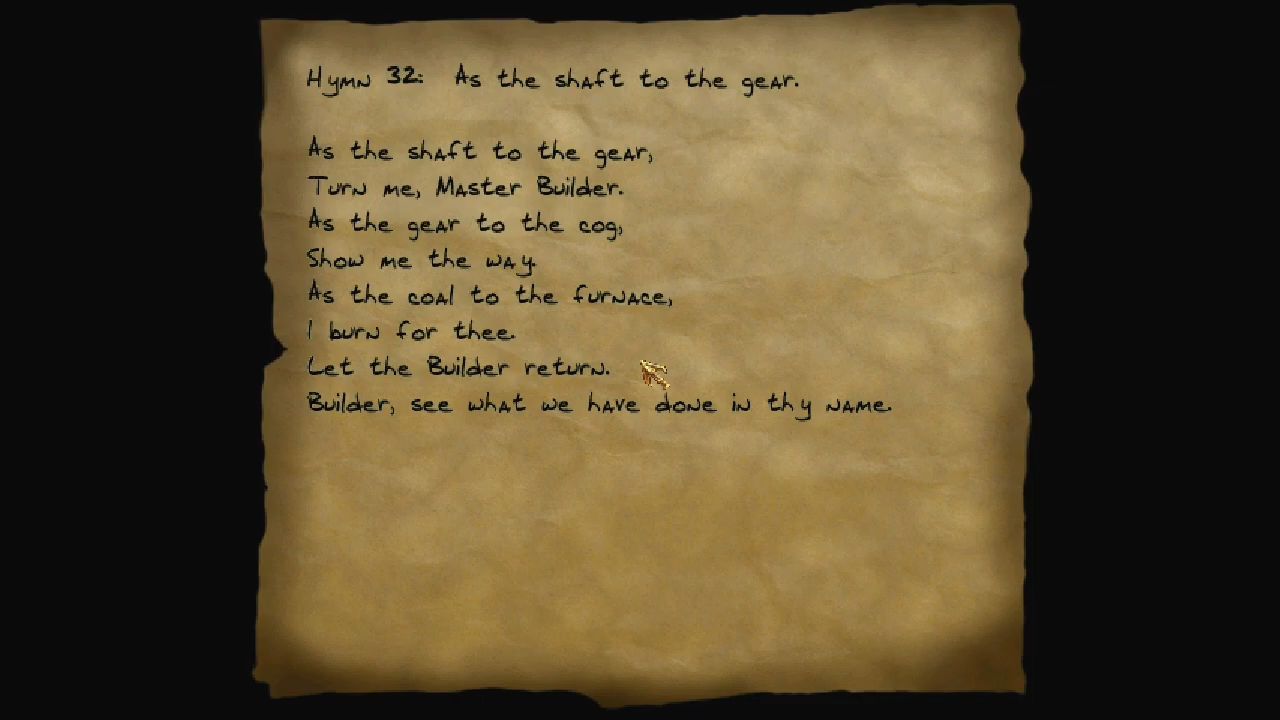 Hymn 32: As the shaft to the gear.
As the shaft to the gear,
Turn me, Master Builder.
As the gear to the cog,
Show me the way.
As the coal to the furnace,
I burn for thee.
Let the Builder return.
Builder, see what we have done in thy name.